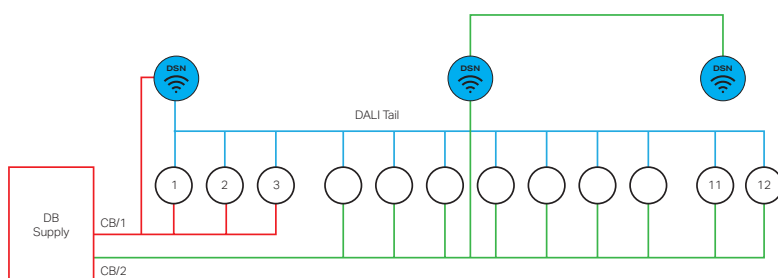 DSN
DSN
DSN
DALI Tail
1
2
3
11
12
DB
Supply
CB/1
CB/2